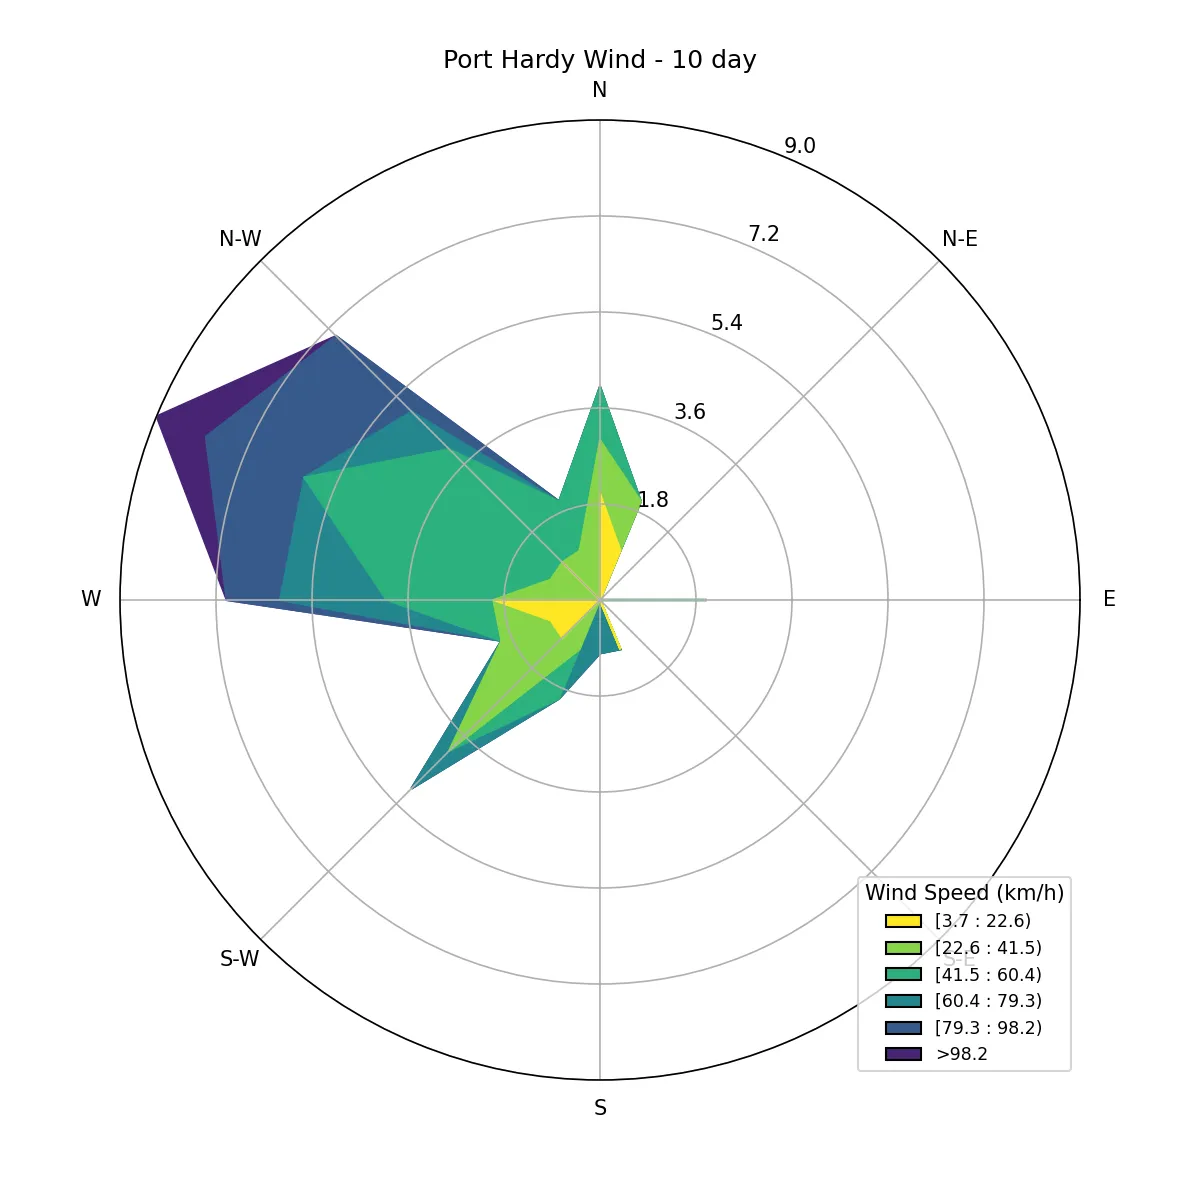 Port Hardy Wind - 10 day
N
9.0
N-W
N-E
7.2
5.4
3.6
1.8
W
E
S-W
S-E
S
Wind Speed (km/h)
[3.7 : 22.6)
[22.6 : 41.5)
[41.5 : 60.4)
[60.4 : 79.3)
[79.3 : 98.2)
>98.2